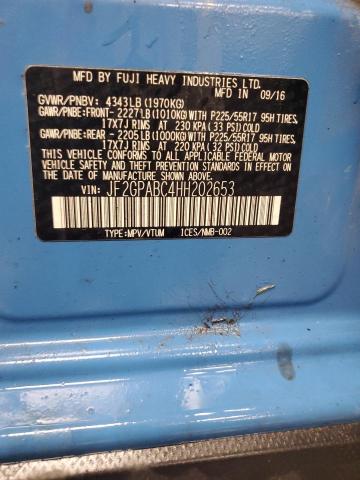 MFD BY FUJI HEAVY INDUSTRIES LTD.
09/16
GVWR/PNBV: 4343LB (1970KG)
GAWR/PNBE:FRONT- 2227LB(1010KG)WITH P225/55R17 95H TIRES,
17X7J RIMS, AT 230 KPA(33 PSI)COLD
GAWR/PNBE:REAR - 2205LB(1000KG)WITH P225/55R17 95H TIRES,
17X7J RIMS, AT 220 KPA(32 PSI)COLD
THIS VEHICLE CONFORMS TO ALL APPLICABLE FEDERAL MOTOR
VEHICLE SAFETY, BUMPER, AND THEFT PREVENTION STANDARDS IN
EFFECT ON THE DATE OF MANUFACTURE SHOWN ABOVE.
VIN: JF2GPABC4HH202653
TYPE:MPV/VTUM ICES/NMB-002